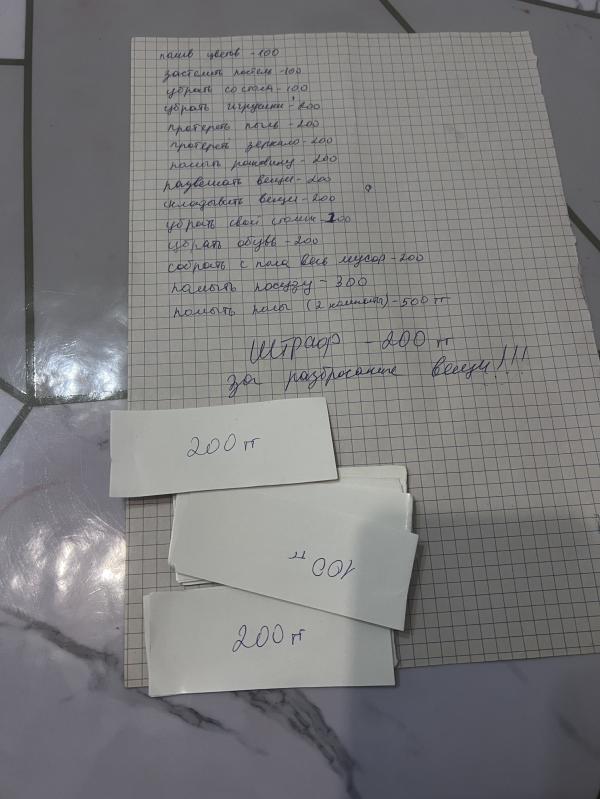 полив цветов -100
застелить постель -100
убрать со стола -100
убрать игрушки -200
протереть пыль -200
протереть зеркало -200
помыть раковину -200
развешать вещи -200
складывать вещи -200
убрать свой столик -200
убрать обувь -200
собрать с пола весь мусор -200
помыть посуду -300
помыть полы (2 комнаты) -500 тг
Штраф -200 тг
за разбросанные вещи!!!
200 тг
100 тг
200 тг